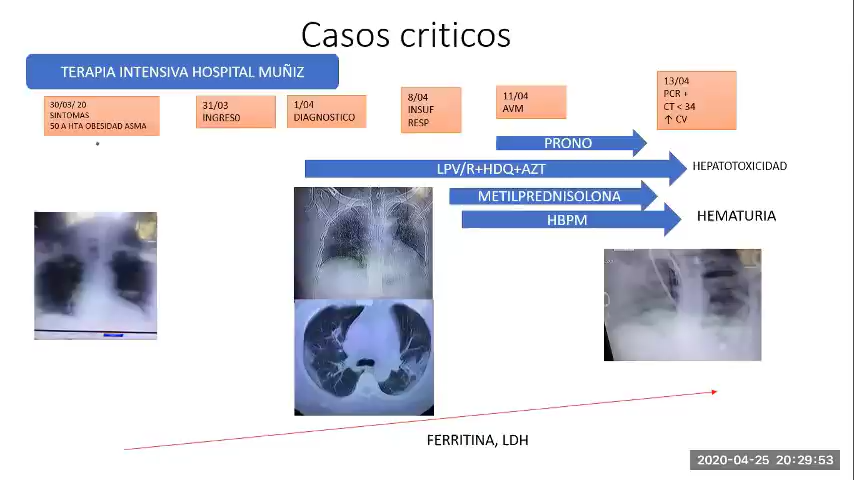 Casos criticos
TERAPIA INTENSIVA HOSPITAL MUÑIZ
30/03/ 20
SINTOMAS
50 A HTA OBESIDAD ASMA
31/03
INGRESO
1/04
DIAGNOSTICO
8/04
INSUF
RESP
11/04
AVM
13/04
PCR +
CT < 34
↑ CV
PRONO
LPV/R+HDQ+AZT
HEPATOTOXICIDAD
METILPREDNISOLONA
HBPM
HEMATURIA
FERRITINA, LDH
2020-04-25 20:29:53